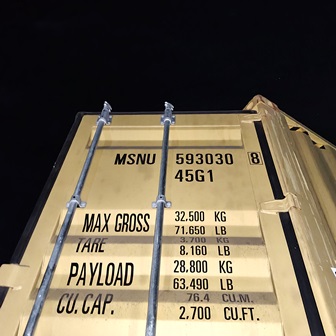 MSNU 593030 8
45G1
MAX GROSS 32.500 KG
71.650 LB
TARE 3.700 KG
8.160 LB
PAYLOAD 28.800 KG
63.490 LB
CU.CAP. 76.4 CU.M.
2.700 CU.FT.